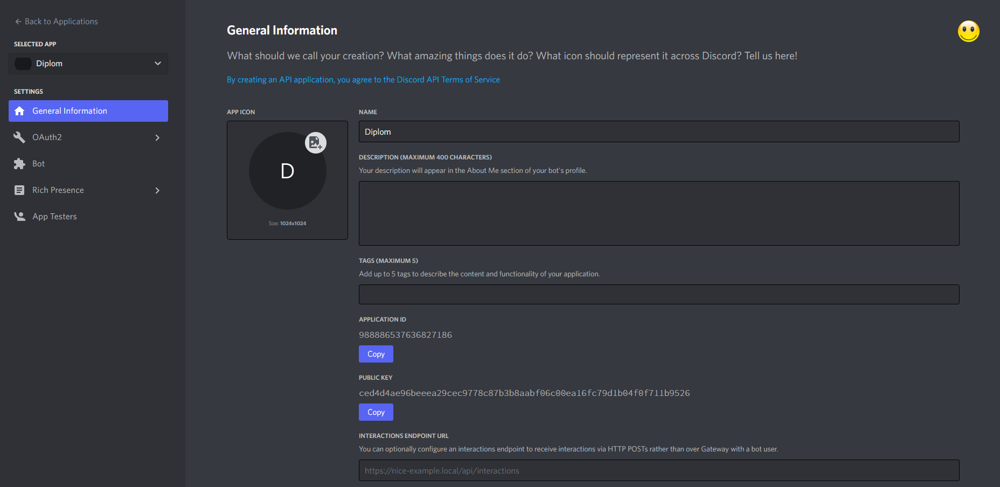 Back to Applications
SELECTED APP
Diplom
SETTINGS
General Information
OAuth2
Bot
Rich Presence
App Testers
General Information
What should we call your creation? What amazing things does it do? What icon should represent it across Discord? Tell us here!
By creating an API application, you agree to the Discord API Terms of Service
APP ICON
D
Size: 1024x1024
NAME
Diplom
DESCRIPTION (MAXIMUM 400 CHARACTERS)
Your description will appear in the About Me section of your bot's profile.
TAGS (MAXIMUM 5)
Add up to 5 tags to describe the content and functionality of your application.
APPLICATION ID
988886537636827186
Copy
PUBLIC KEY
ced4d4ae96beeea29cec9778c87b3b8aabf06c00ea16fc79d1b04f0f711b9526
Copy
INTERACTIONS ENDPOINT URL
You can optionally configure an interactions endpoint to receive interactions via HTTP POSTs rather than over Gateway with a bot user.
https://nice-example.local/api/interactions